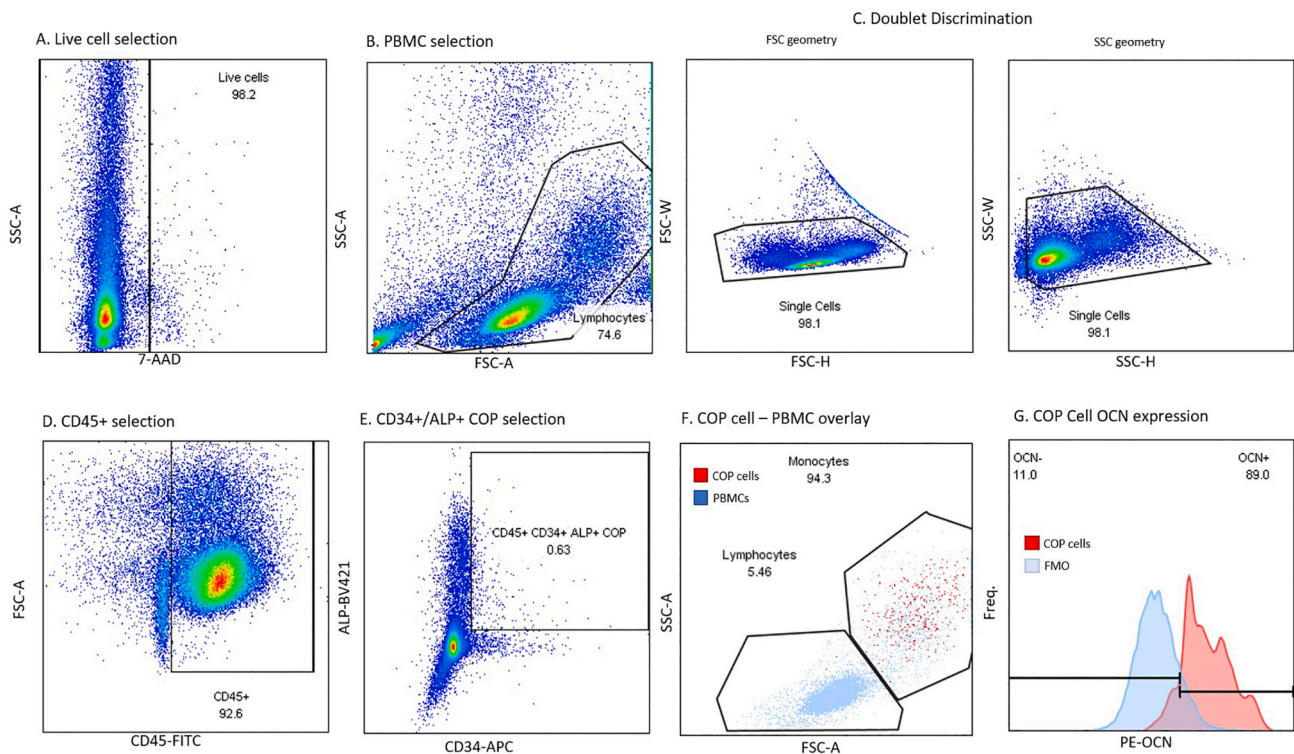 C. Doublet Discrimination
A. Live cell selection
B. PBMC selection
FSC geometry
SSC geometry
Live cells
98.2
SSC-A
7-AAD
SSC-A
Lymphocytes
74.6
FSC-A
FSC-W
Single Cells
98.1
FSC-H
SSC-W
Single Cells
98.1
SSC-H
D. CD45+ selection
E. CD34+/ALP+ COP selection
F. COP cell – PBMC overlay
G. COP Cell OCN expression
FSC-A
CD45+
92.6
CD45-FITC
ALP-BV421
CD45+ CD34+ ALP+ COP
0.63
CD34-APC
SSC-A
Monocytes
94.3
COP cells
PBMCs
Lymphocytes
5.46
FSC-A
Freq.
OCN-
11.0
OCN+
89.0
COP cells
FMO
PE-OCN